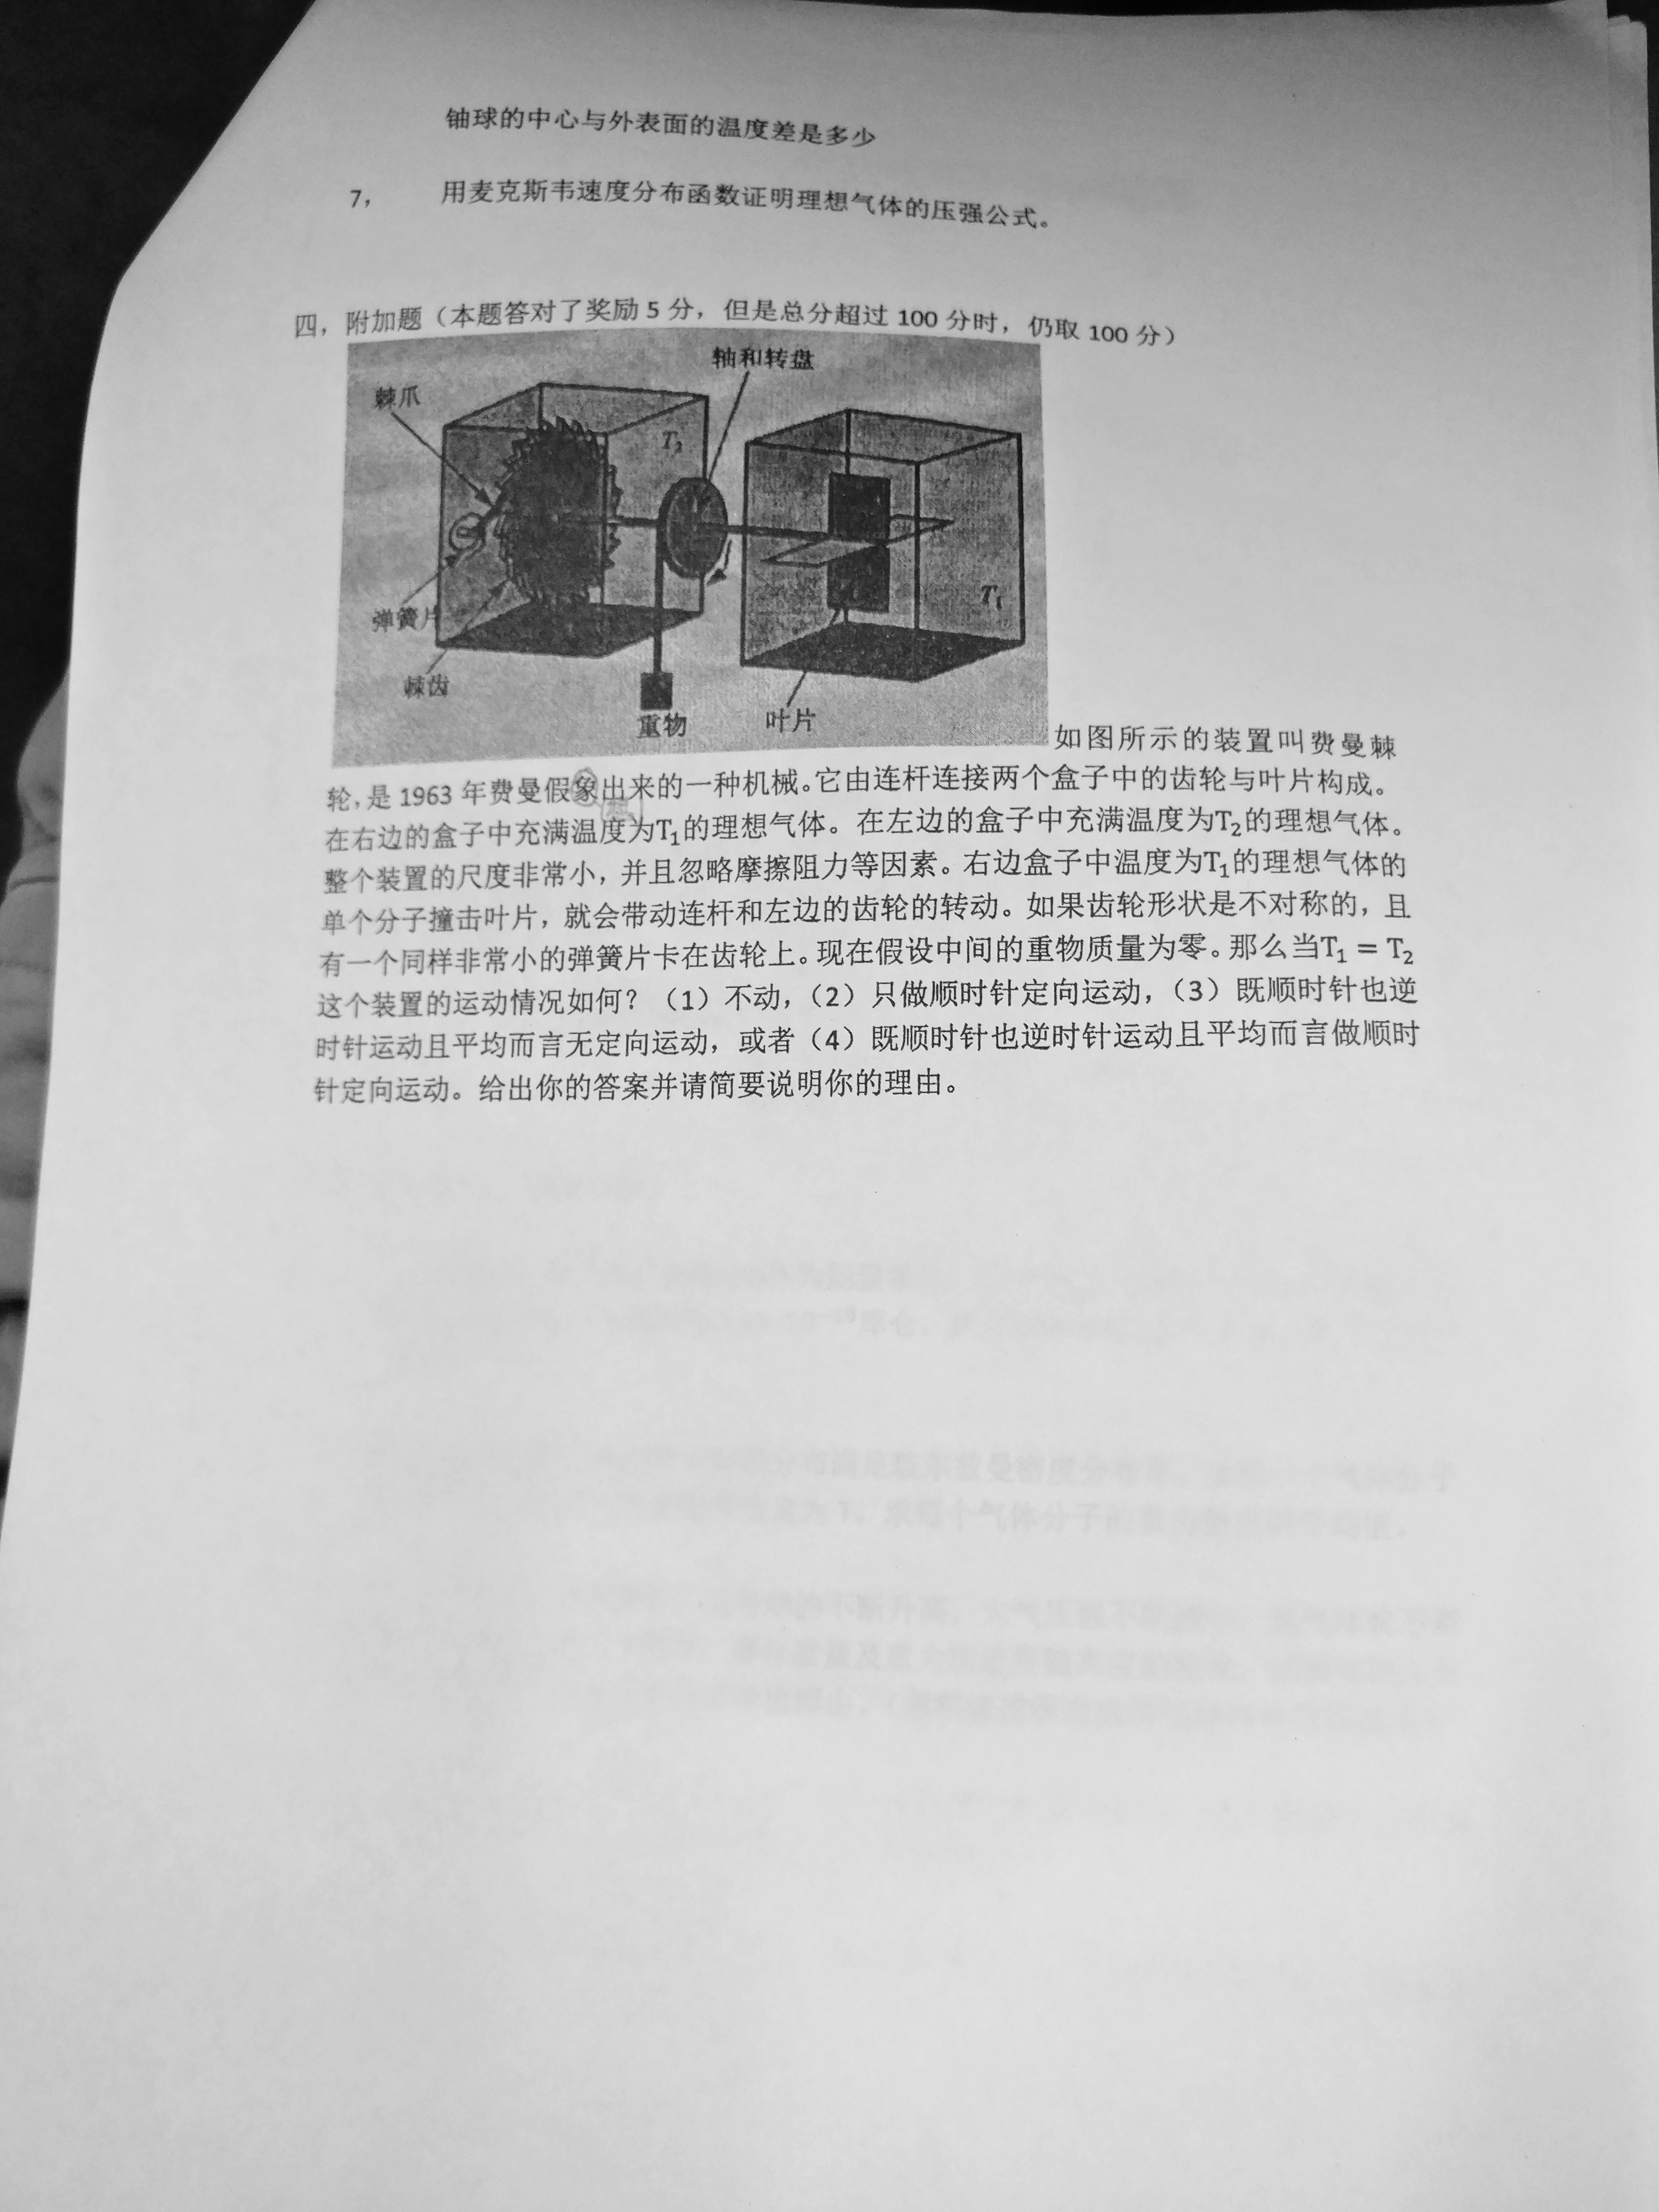 铀球的中心与外表面的温度差是多少
7， 用麦克斯韦速度分布函数证明理想气体的压强公式。
四，附加题（本题答对了奖励 5 分，但是总分超过 100 分时，仍取 100 分）
轴和转盘
棘爪
T₂
弹簧片
T₁
棘齿
重物
叶片
如图所示的装置叫费曼棘
轮，是 1963 年费曼假象出来的一种机械。它由连杆连接两个盒子中的齿轮与叶片构成。
想
在右边的盒子中充满温度为T₁的理想气体。在左边的盒子中充满温度为T₂的理想气体。
整个装置的尺度非常小，并且忽略摩擦阻力等因素。右边盒子中温度为T₁的理想气体的
单个分子撞击叶片，就会带动连杆和左边的齿轮的转动。如果齿轮形状是不对称的，且
有一个同样非常小的弹簧片卡在齿轮上。现在假设中间的重物质量为零。那么当T₁ = T₂
这个装置的运动情况如何？（1）不动，（2）只做顺时针定向运动，（3）既顺时针也逆
时针运动且平均而言无定向运动，或者（4）既顺时针也逆时针运动且平均而言做顺时
针定向运动。给出你的答案并请简要说明你的理由。